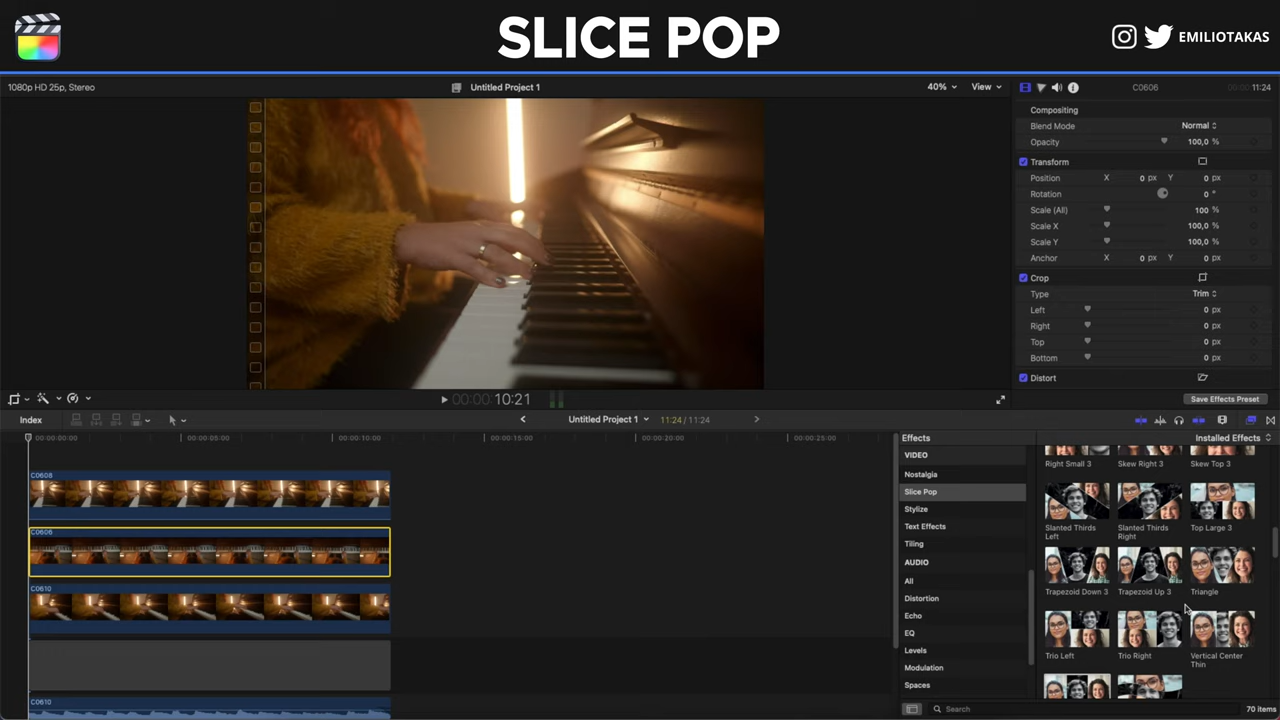 SLICE POP
EMILIOTAKAS
1080p HD 25p, Stereo
Untitled Project 1
40%
View
C0606
00:00 11:24
Compositing
Blend Mode
Normal
Opacity
100,0 %
Transform
Position
X
0 px
Y
0 px
Rotation
0 °
Scale (All)
100 %
Scale X
100,0 %
Scale Y
100,0 %
Anchor
X
0 px
Y
0 px
Crop
Type
Trim
Left
0 px
Right
0 px
Top
0 px
Bottom
0 px
Distort
00:00 10:21
Save Effects Preset
Index
Untitled Project 1
11:24 / 11:24
00:00:00:00
00:00:05:00
00:00:10:00
00:00:15:00
00:00:20:00
00:00:25:00
Effects
Installed Effects
VIDEO
Nostalgia
Slice Pop
Stylize
Text Effects
Tiling
AUDIO
All
Distortion
Echo
EQ
Levels
Modulation
Spaces
Right Small 3
Skew Right 3
Skew Top 3
Slanted Thirds Left
Slanted Thirds Right
Top Large 3
Trapezoid Down 3
Trapezoid Up 3
Triangle
Trio Left
Trio Right
Vertical Center Thin
C0608
C0606
C0610
C0610
Search
70 items